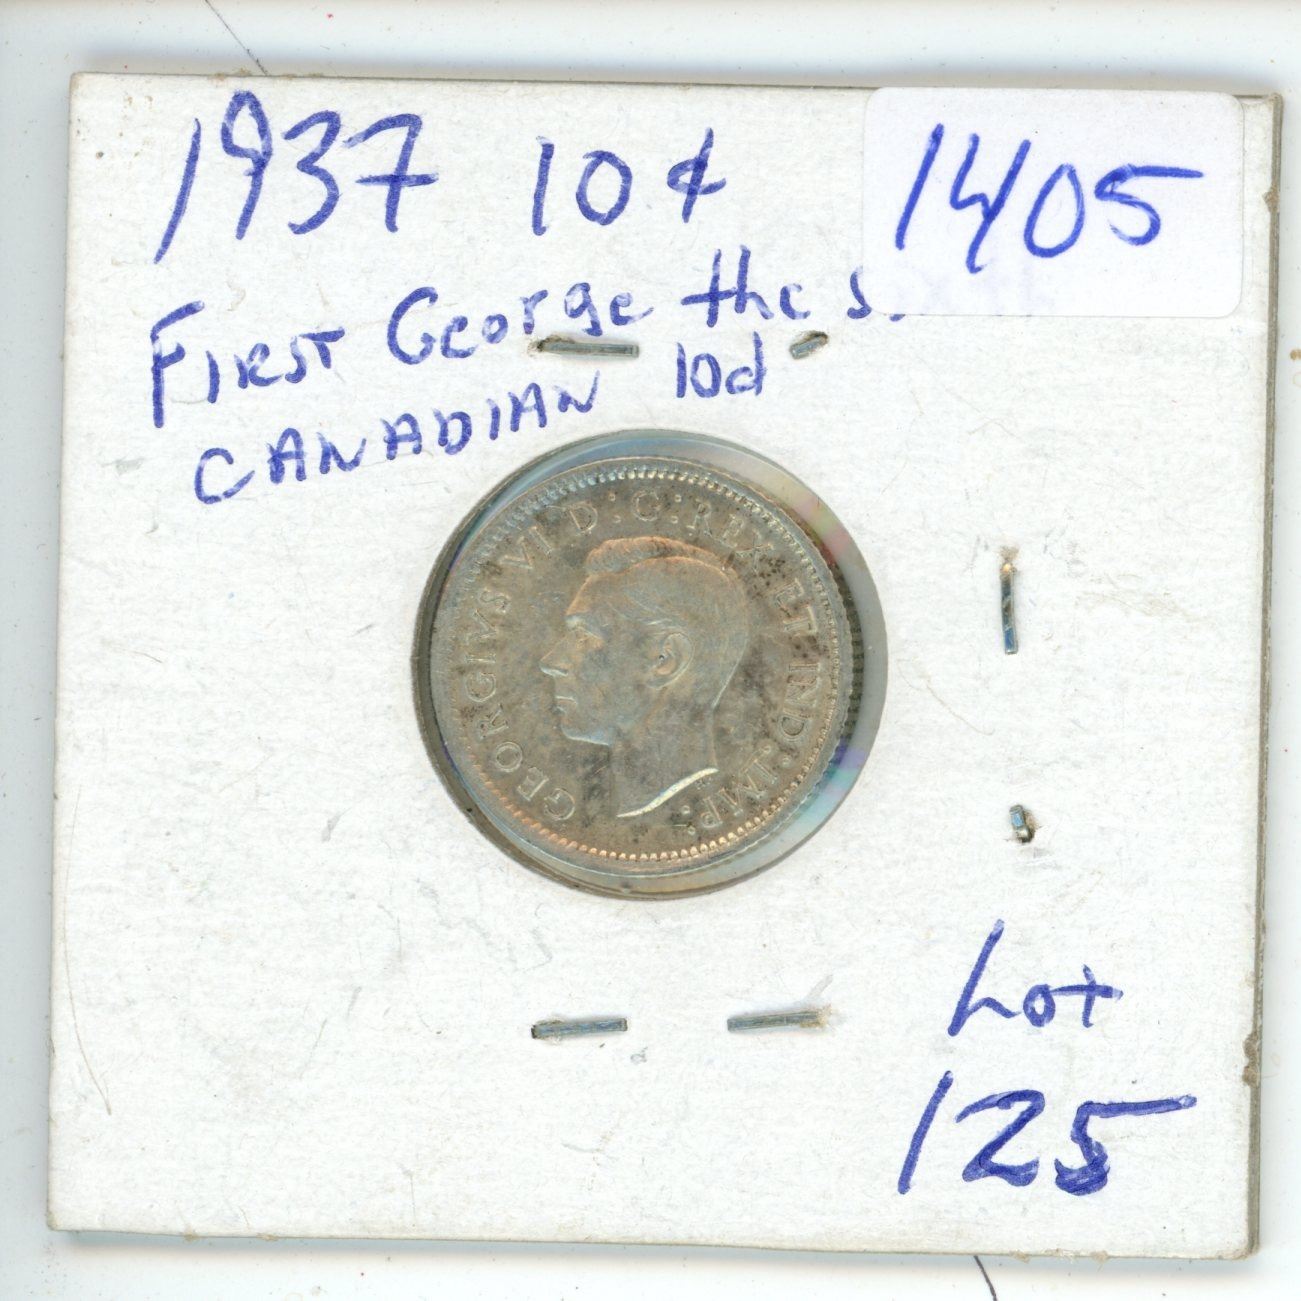 1937 10¢
1405
First George the
CANADIAN 10d
GEORGIVS VI D:G:REX ET IND:IMP:
Lot
125